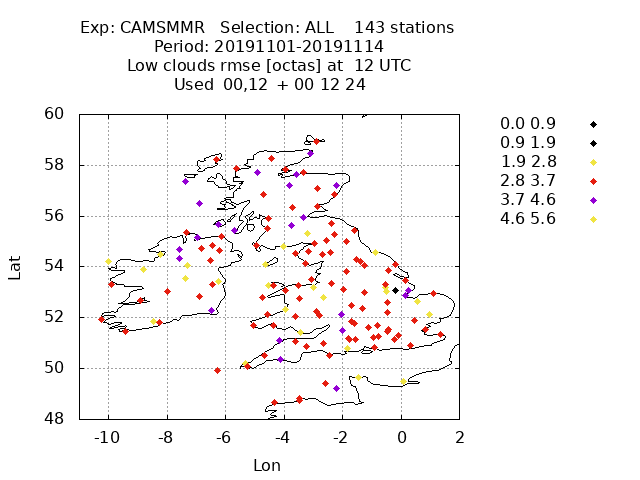 Exp: CAMSMMR Selection: ALL 143 stations
Period: 20191101-20191114
Low clouds rmse [octas] at 12 UTC
Used 00,12 + 00 12 24
0.0 0.9
0.9 1.9
1.9 2.8
2.8 3.7
3.7 4.6
4.6 5.6
60
58
56
54
52
50
48
Lat
-10 -8 -6 -4 -2 0 2
Lon